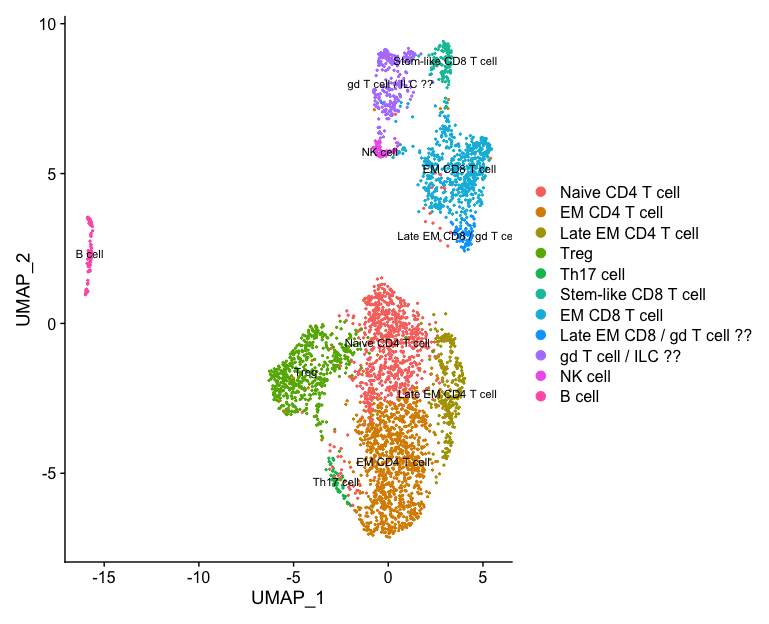 10
5
0
-5
UMAP_2
-15
-10
-5
0
5
UMAP_1
Stem-like CD8 T cell
gd T cell / ILC ??
NK cell
EM CD8 T cell
Late EM CD8 / gd T ce
B cell
Naive CD4 T cell
Treg
Late EM CD4 T cell
EM CD4 T cell
Th17 cell
Naive CD4 T cell
EM CD4 T cell
Late EM CD4 T cell
Treg
Th17 cell
Stem-like CD8 T cell
EM CD8 T cell
Late EM CD8 / gd T cell ??
gd T cell / ILC ??
NK cell
B cell